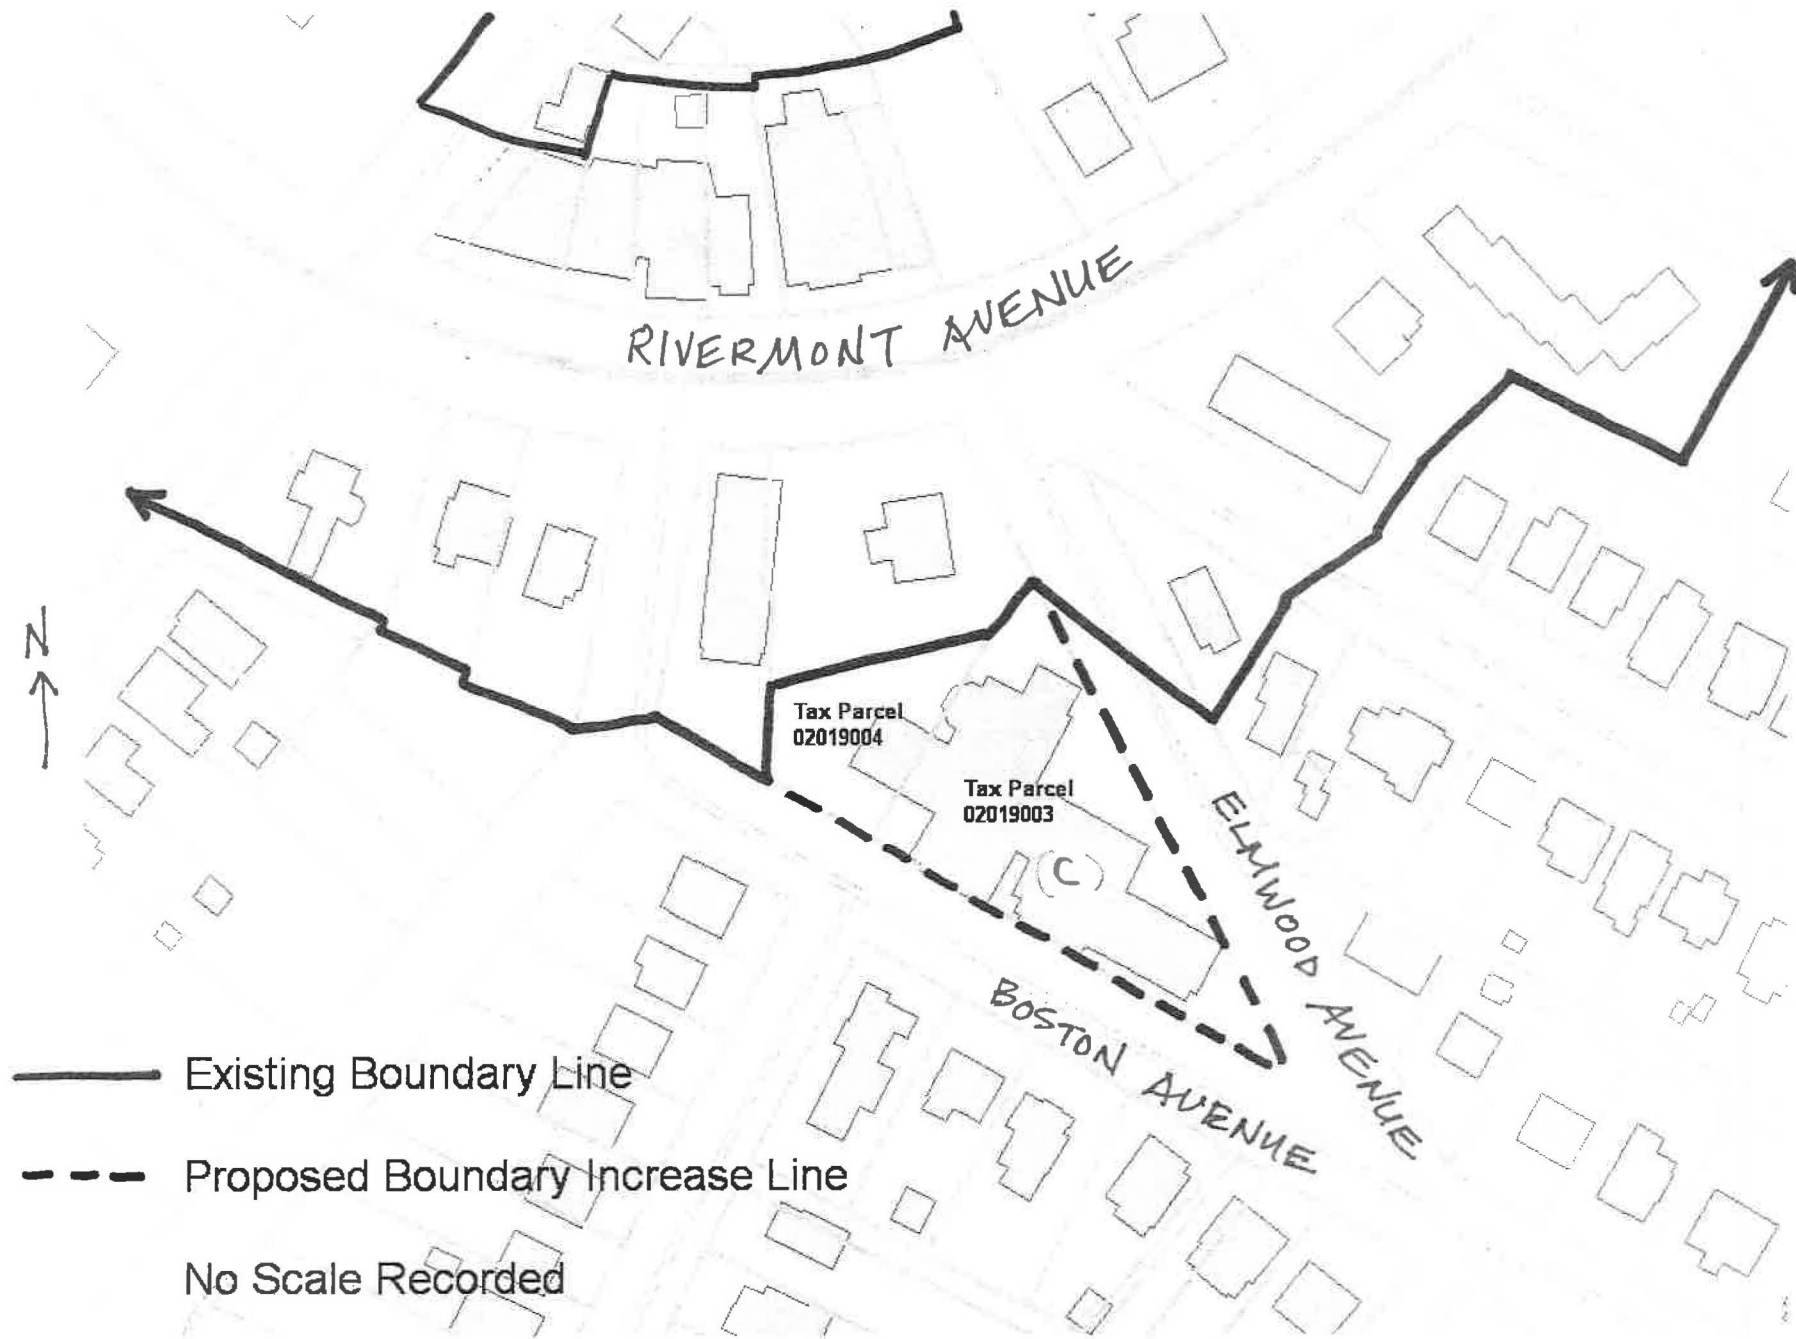 RIVERMONT AVENUE
N
Tax Parcel
02019004
Tax Parcel
02019003
C
ELMWOOD AVENUE
BOSTON AVENUE
Existing Boundary Line
Proposed Boundary Increase Line
No Scale Recorded